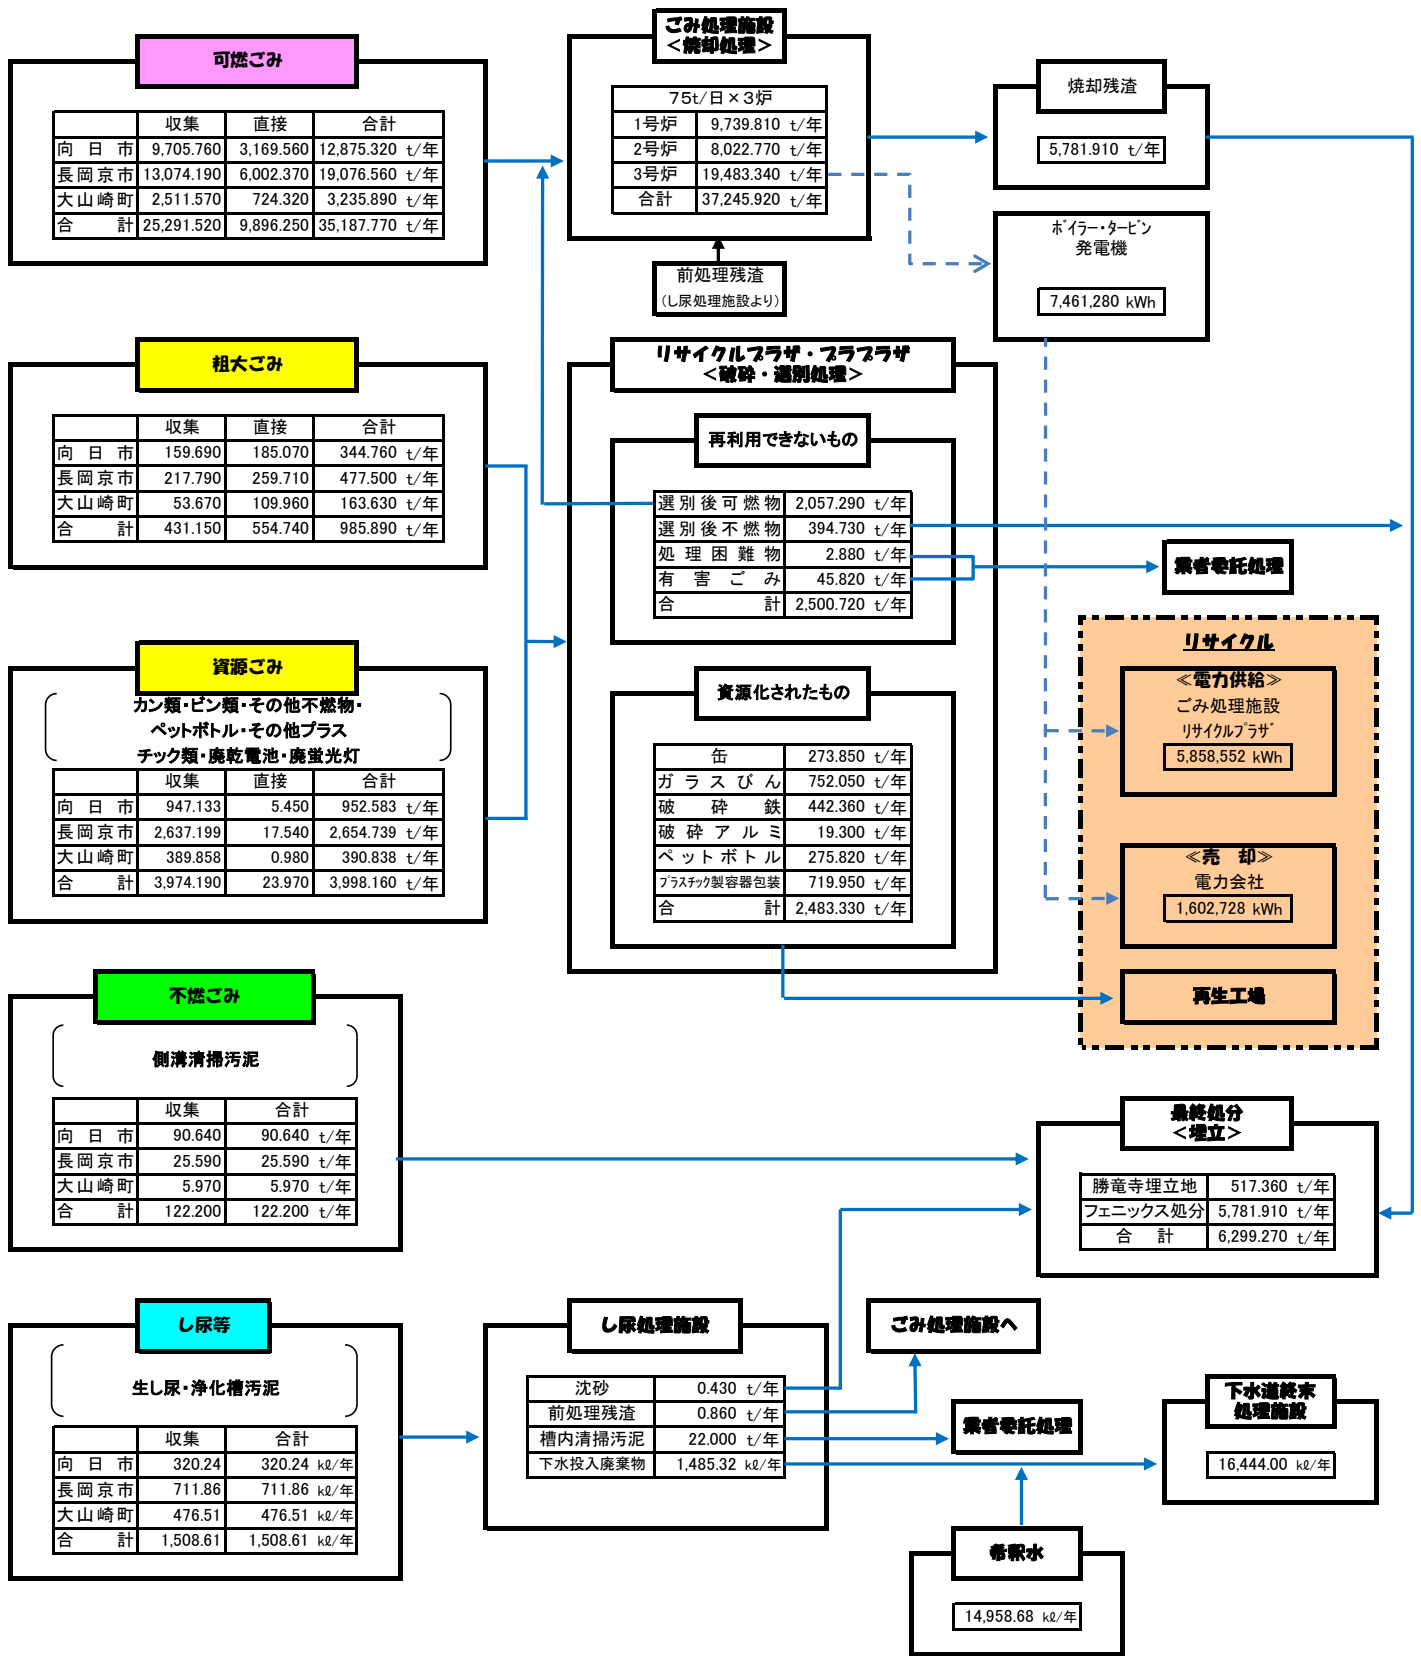 可燃ごみ
収集 直接 合計
向日市 9,705.760 3,169.560 12,875.320 t/年
長岡京市 13,074.190 6,002.370 19,076.560 t/年
大山崎町 2,511.570 724.320 3,235.890 t/年
合計 25,291.520 9,896.250 35,187.770 t/年
ごみ処理施設
＜焼却処理＞
75t/日×3炉
1号炉 9,739.810 t/年
2号炉 8,022.770 t/年
3号炉 19,483.340 t/年
合計 37,245.920 t/年
前処理残渣
(し尿処理施設より)
焼却残渣
5,781.910 t/年
ﾎﾞｲﾗｰ・ﾀｰﾋﾞﾝ
発電機
7,461,280 kWh
粗大ごみ
収集 直接 合計
向日市 159.690 185.070 344.760 t/年
長岡京市 217.790 259.710 477.500 t/年
大山崎町 53.670 109.960 163.630 t/年
合計 431.150 554.740 985.890 t/年
リサイクルプラザ・プラプラザ
＜破砕・選別処理＞
再利用できないもの
選別後可燃物 2,057.290 t/年
選別後不燃物 394.730 t/年
処理困難物 2.880 t/年
有害ごみ 45.820 t/年
合計 2,500.720 t/年
業者委託処理
資源ごみ
カン類・ビン類・その他不燃物・
ペットボトル・その他プラス
チック類・廃乾電池・廃蛍光灯
収集 直接 合計
向日市 947.133 5.450 952.583 t/年
長岡京市 2,637.199 17.540 2,654.739 t/年
大山崎町 389.858 0.980 390.838 t/年
合計 3,974.190 23.970 3,998.160 t/年
資源化されたもの
缶 273.850 t/年
ガラスびん 752.050 t/年
破砕鉄 442.360 t/年
破砕アルミ 19.300 t/年
ペットボトル 275.820 t/年
ﾌﾟﾗｽﾁｯｸ製容器包装 719.950 t/年
合計 2,483.330 t/年
リサイクル
≪電力供給≫
ごみ処理施設
ﾘｻｲｸﾙﾌﾟﾗｻﾞ
5,858,552 kWh
≪売 却≫
電力会社
1,602,728 kWh
再生工場
不燃ごみ
側溝清掃汚泥
収集 合計
向日市 90.640 90.640 t/年
長岡京市 25.590 25.590 t/年
大山崎町 5.970 5.970 t/年
合計 122.200 122.200 t/年
最終処分
＜埋立＞
勝竜寺埋立地 517.360 t/年
フェニックス処分 5,781.910 t/年
合計 6,299.270 t/年
し尿等
生し尿・浄化槽汚泥
収集 合計
向日市 320.24 320.24 kℓ/年
長岡京市 711.86 711.86 kℓ/年
大山崎町 476.51 476.51 kℓ/年
合計 1,508.61 1,508.61 kℓ/年
し尿処理施設
沈砂 0.430 t/年
前処理残渣 0.860 t/年
槽内清掃汚泥 22.000 t/年
下水投入廃棄物 1,485.32 kℓ/年
ごみ処理施設へ
業者委託処理
下水道終末
処理施設
16,444.00 kℓ/年
希釈水
14,958.68 kℓ/年